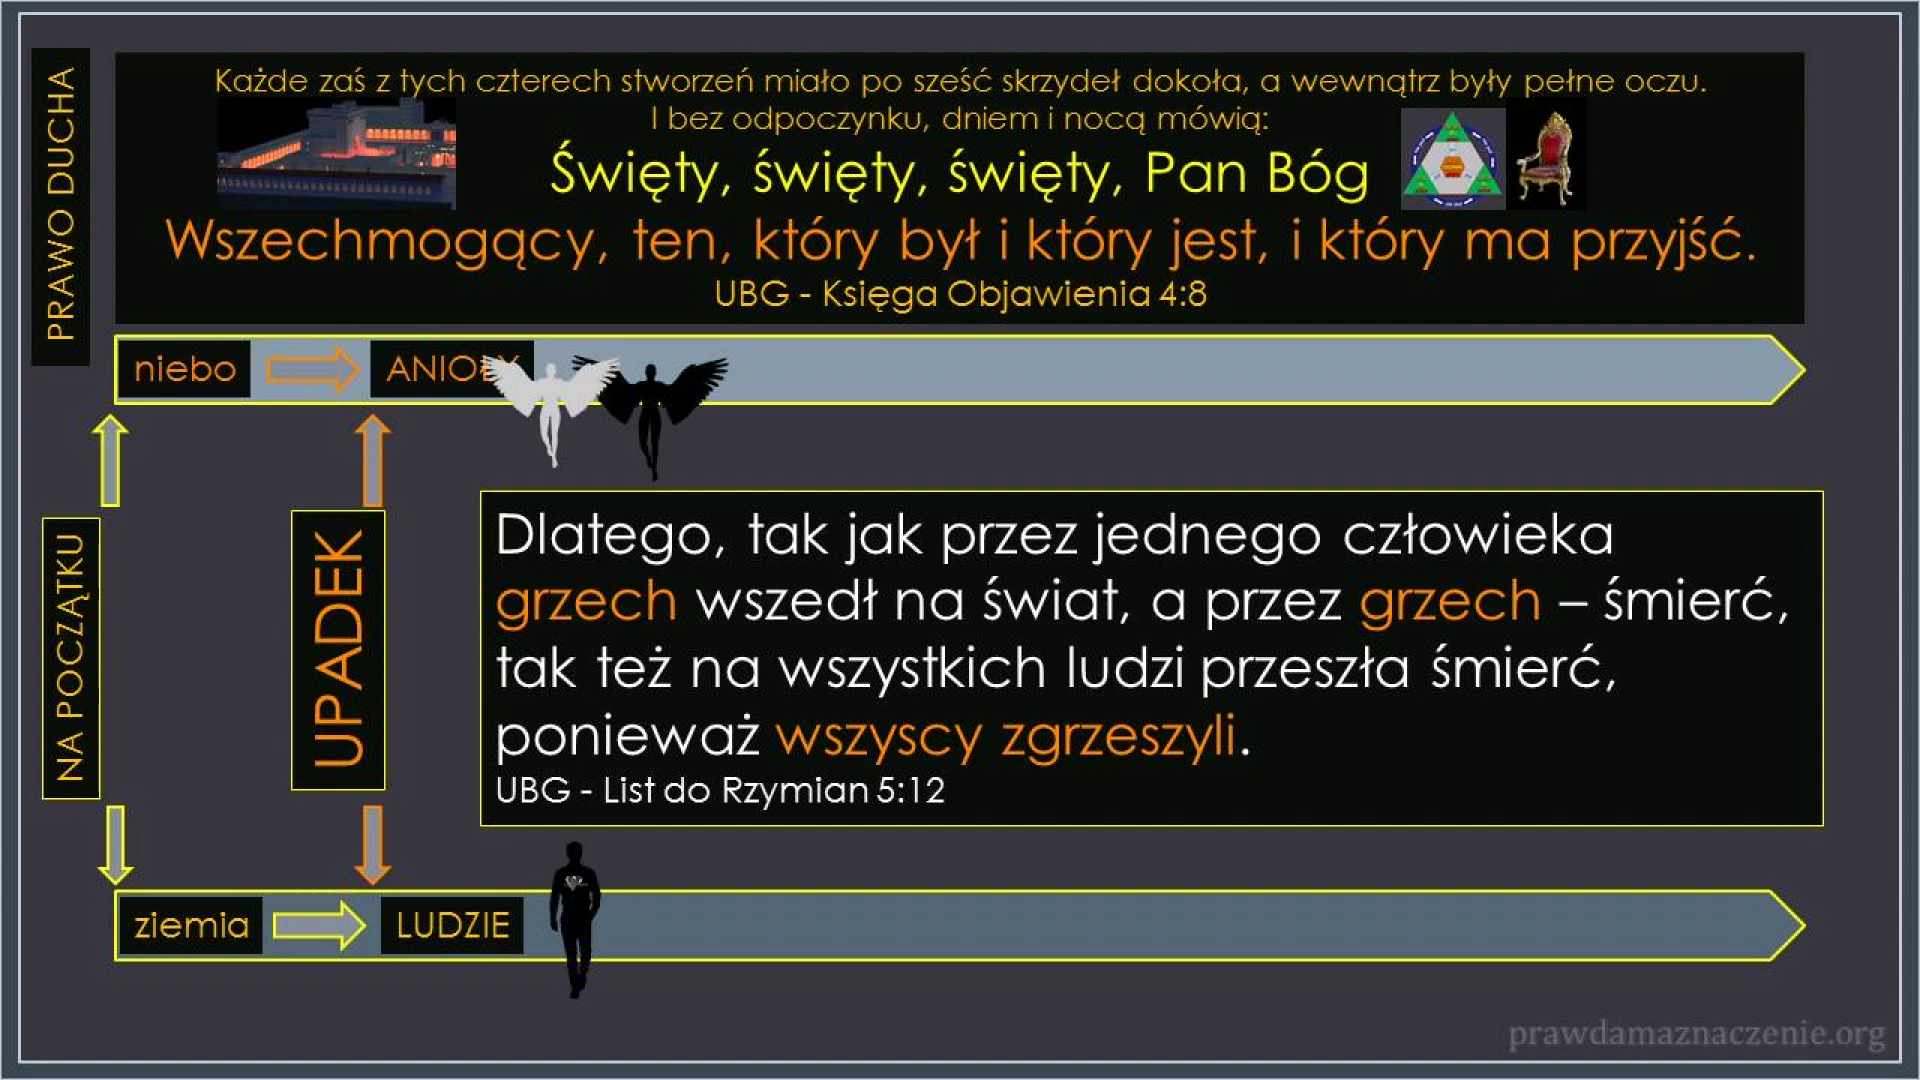 PRAWO DUCHA
Każde zaś z tych czterech stworzeń miało po sześć skrzydeł dokoła, a wewnątrz były pełne oczu.
I bez odpoczynku, dniem i nocą mówią:
Święty, święty, święty, Pan Bóg
Wszechmogący, ten, który był i który jest, i który ma przyjść.
UBG - Księga Objawienia 4:8
niebo
ANIOŁY
NA POCZĄTKU
UPADEK
Dlatego, tak jak przez jednego człowieka
grzech wszedł na świat, a przez grzech – śmierć,
tak też na wszystkich ludzi przeszła śmierć,
ponieważ wszyscy zgrzeszyli.
UBG - List do Rzymian 5:12
ziemia
LUDZIE
prawdamaznaczenie.org